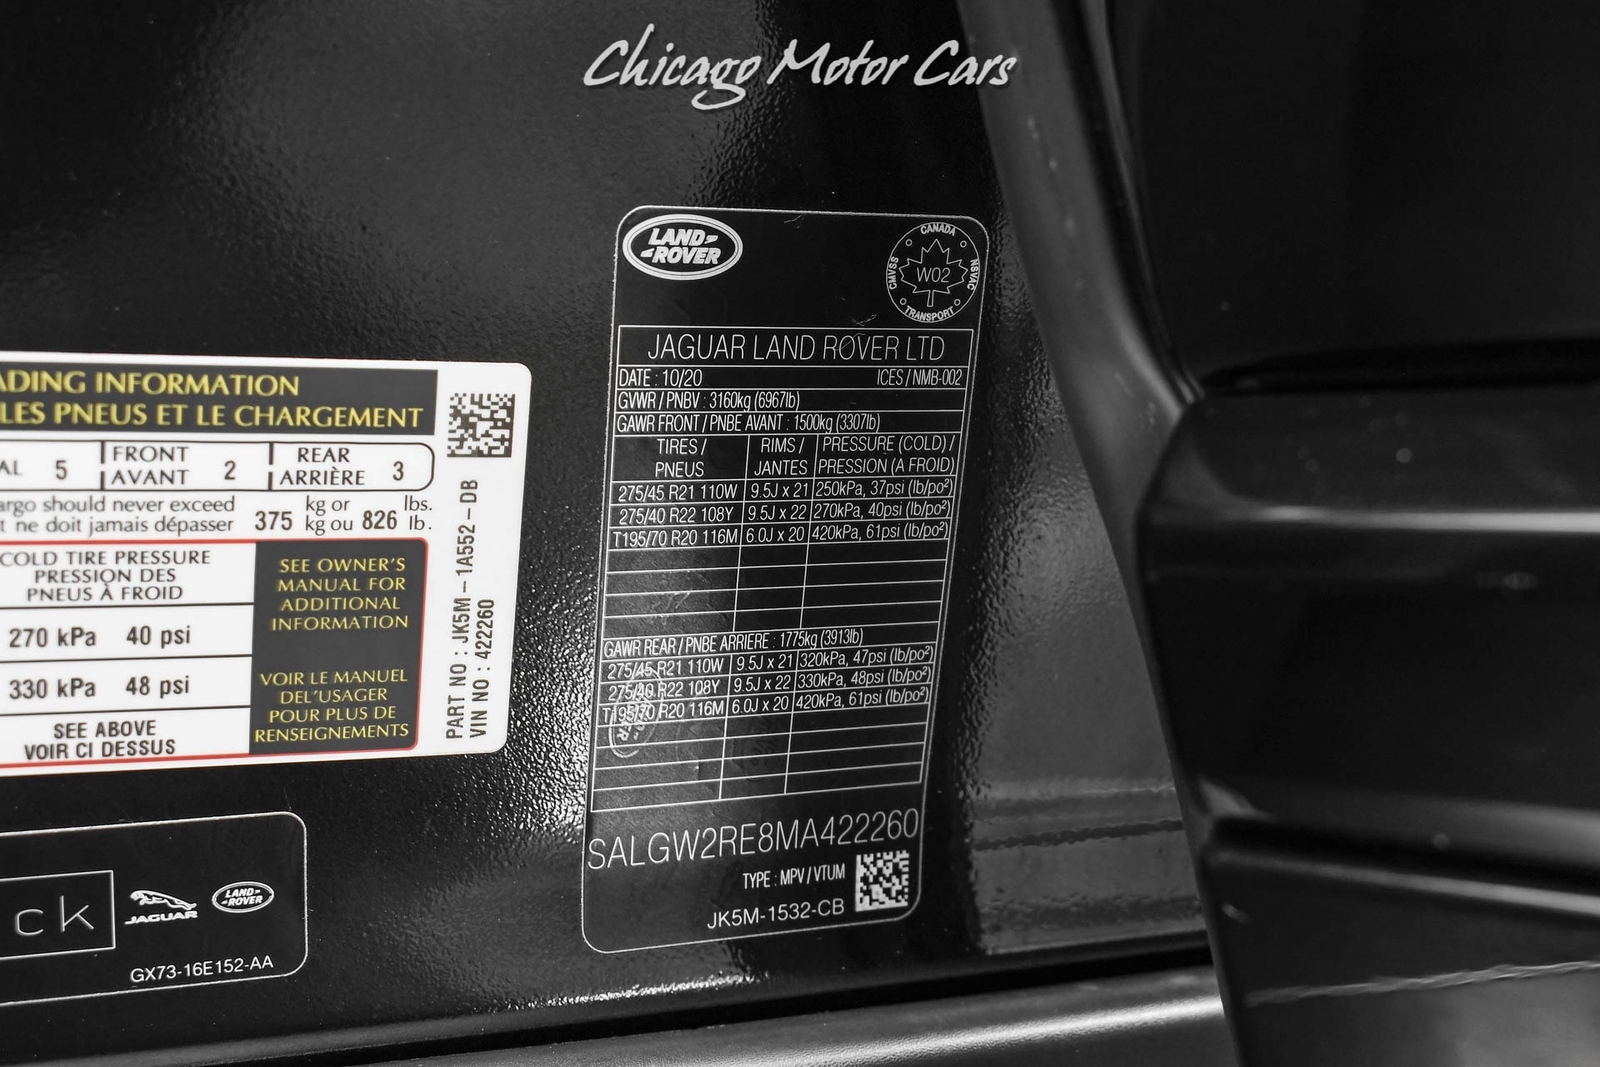 Chicago Motor Cars
ADING INFORMATION
LES PNEUS ET LE CHARGEMENT
AL 5 FRONT AVANT 2 REAR ARRIÈRE 3
argo should never exceed
t ne doit jamais dépasser
375 kg or kg ou 826 lbs. lb.
COLD TIRE PRESSURE
PRESSION DES
PNEUS À FROID
270 kPa 40 psi
330 kPa 48 psi
SEE ABOVE
VOIR CI DESSUS
SEE OWNER'S
MANUAL FOR
ADDITIONAL
INFORMATION
VOIR LE MANUEL
DEL'USAGER
POUR PLUS DE
RENSEIGNEMENTS
PART NO : JK5M-1A552-DB
VIN NO : 422260
ck JAGUAR LAND ROVER
GX73-16E152-AA
LAND ROVER
CANADA
CMVSS W02 NSVAC
TRANSPORT
JAGUAR LAND ROVER LTD
DATE : 10/20 ICES / NMB-002
GVWR / PNBV : 3160kg (6967lb)
GAWR FRONT / PNBE AVANT : 1500kg (3307lb)
TIRES / RIMS / PRESSURE (COLD) /
PNEUS JANTES PRESSION (A FROID)
275/45 R21 110W 9.5J x 21 250kPa, 37psi (lb/po²)
275/40 R22 108Y 9.5J x 22 270kPa, 40psi (lb/po²)
T195/70 R20 116M 6.0J x 20 420kPa, 61psi (lb/po²)
GAWR REAR / PNBE ARRIERE : 1775kg (3913lb)
275/45 R21 110W 9.5J x 21 320kPa, 47psi (lb/po²)
275/40 R22 108Y 9.5J x 22 330kPa, 48psi (lb/po²)
T195/70 R20 116M 6.0J x 20 420kPa, 61psi (lb/po²)
SALGW2RE8MA422260
TYPE : MPV / VTUM
JK5M-1532-CB